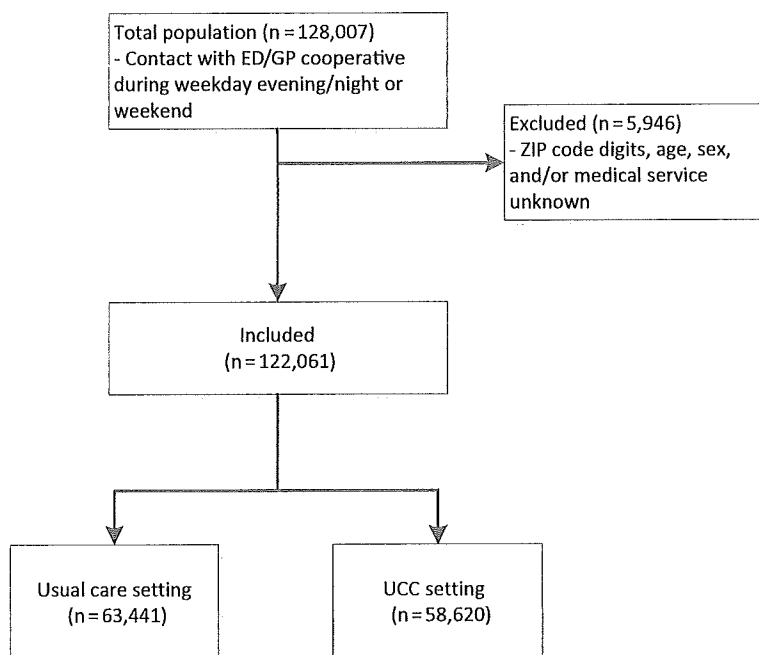 Total population (n = 128,007)
- Contact with ED/GP cooperative
during weekday evening/night or
weekend
Excluded (n = 5,946)
- ZIP code digits, age, sex,
and/or medical service
unknown
Included
(n = 122,061)
Usual care setting
(n = 63,441)
UCC setting
(n = 58,620)